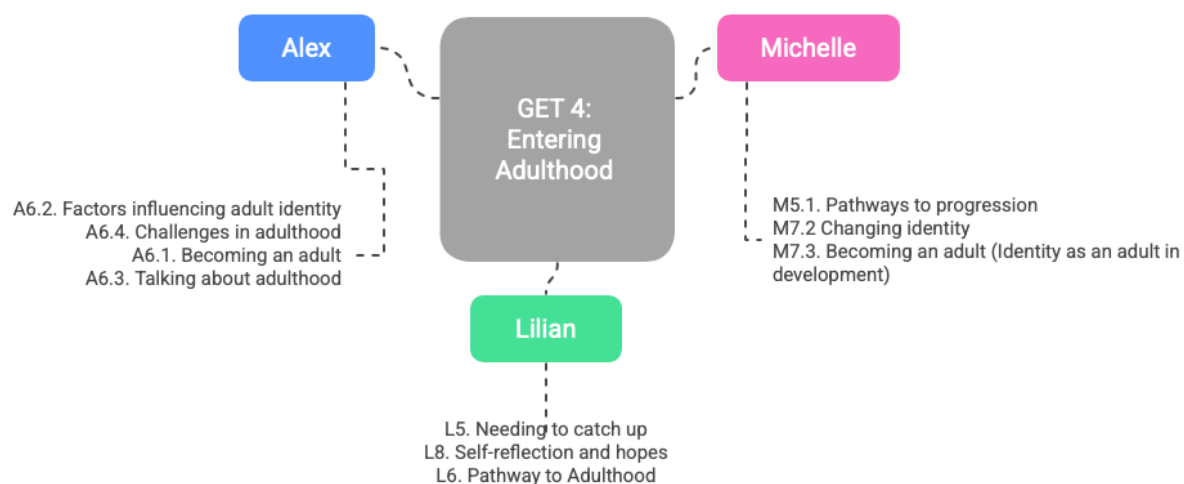 Alex
GET 4:
Entering
Adulthood
Michelle
A6.2. Factors influencing adult identity
A6.4. Challenges in adulthood
A6.1. Becoming an adult
A6.3. Talking about adulthood
M5.1. Pathways to progression
M7.2 Changing identity
M7.3. Becoming an adult (Identity as an adult in
development)
Lilian
L5. Needing to catch up
L8. Self-reflection and hopes
L6. Pathway to Adulthood